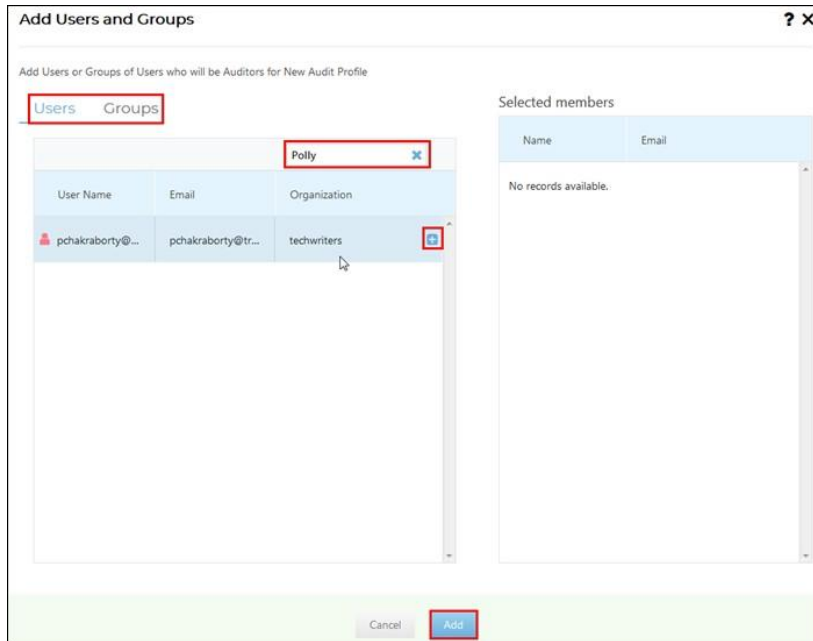 Add Users and Groups
? X
Add Users or Groups of Users who will be Auditors for New Audit Profile
Users Groups
Selected members
Polly
Name Email
User Name Email Organization
No records available.
pchakraborty@... pchakraborty@tr... techwriters
Cancel Add